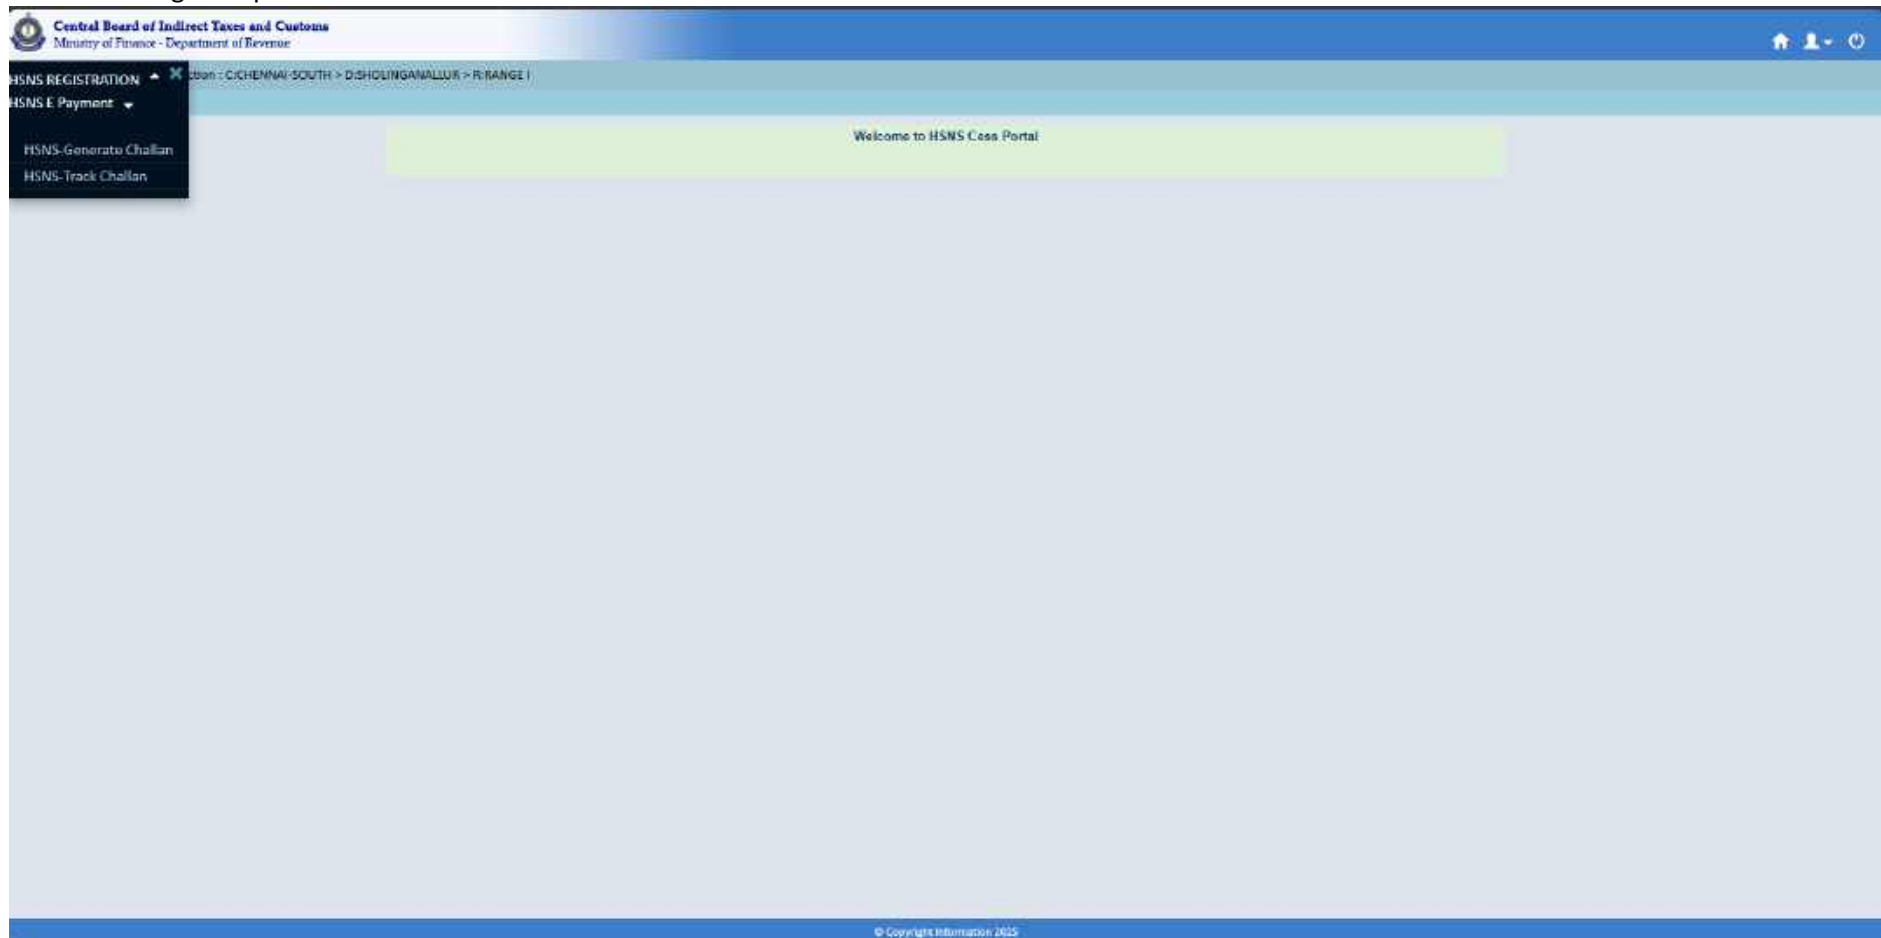 Central Board of Indirect Taxes and Customs
Ministry of Finance - Department of Revenue
HSNS REGISTRATION
ction : C:CHENNAI-SOUTH > D:SHOLINGANALLUR > R:RANGE I
HSNS E Payment
Welcome to HSNS Cess Portal
HSNS-Generate Challan
HSNS-Track Challan
© Copyright Information 2025